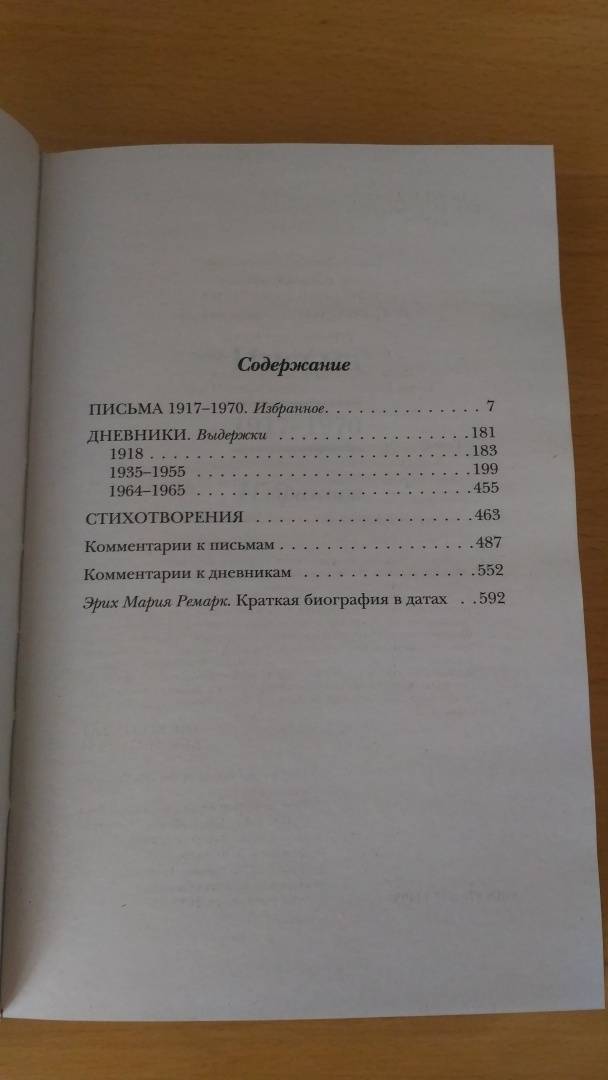 Содержание
ПИСЬМА 1917–1970. Избранное. . . . . . . . . . . . . . . 7
ДНЕВНИКИ. Выдержки . . . . . . . . . . . . . . . . . .181
1918 . . . . . . . . . . . . . . . . . . . . . . . . . . . . . .183
1935–1955 . . . . . . . . . . . . . . . . . . . . . . . . . .199
1964–1965 . . . . . . . . . . . . . . . . . . . . . . . . . .455
СТИХОТВОРЕНИЯ . . . . . . . . . . . . . . . . . . . . .463
Комментарии к письмам . . . . . . . . . . . . . . . . . .487
Комментарии к дневникам . . . . . . . . . . . . . . . .552
Эрих Мария Ремарк. Краткая биография в датах . .592